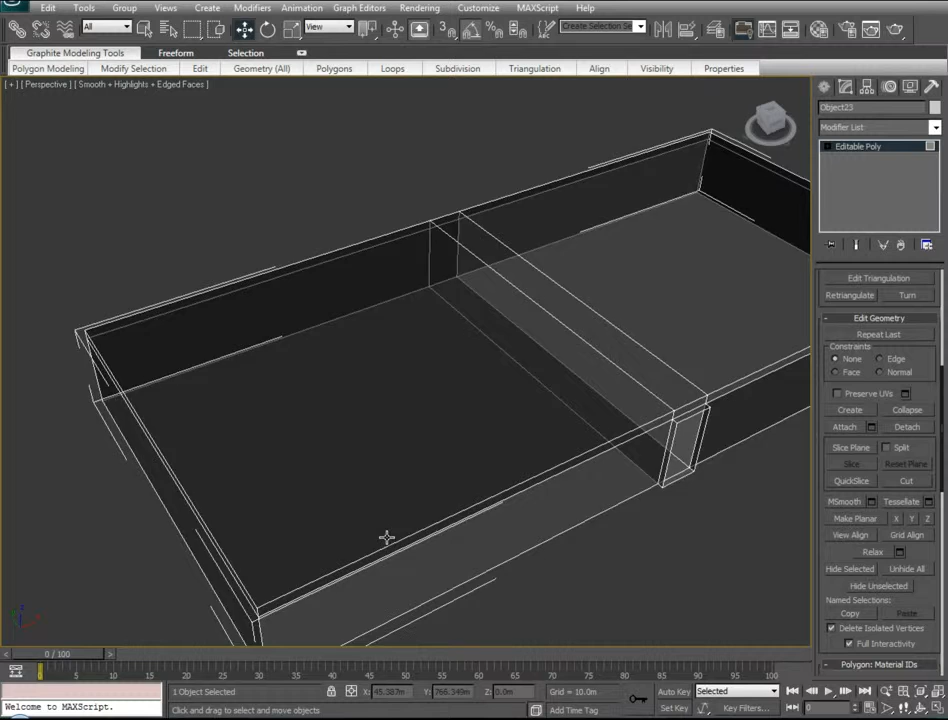 Edit Tools Group Views Create Modifiers Animation Graph Editors Rendering Customize MAXScript Help
All View Create Selection Se
Graphite Modeling Tools Freeform Selection
Polygon Modeling Modify Selection Edit Geometry (All) Polygons Loops Subdivision Triangulation Align Visibility Properties
[ + ] [ Perspective ] [ Smooth + Highlights + Edged Faces ]
Object23
Modifier List
Editable Poly
Edit Triangulation
Retriangulate Turn
- Edit Geometry
Repeat Last
Constraints
None Edge
Face Normal
Preserve UVs
Create Collapse
Attach Detach
Slice Plane Split
Slice Reset Plane
QuickSlice Cut
MSmooth Tessellate
Make Planar X Y Z
View Align Grid Align
Relax
Hide Selected Unhide All
Hide Unselected
Named Selections:
Copy Paste
Delete Isolated Vertices
Full Interactivity
- Polygon: Material IDs
< 0 / 100 >
0 5 10 15 20 25 30 35 40 45 50 55 60 65 70 75 80 85 90 95 100
1 Object Selected X: 45.387m Y: 766.349m Z: 0.0m Grid = 10.0m Auto Key Selected
Welcome to MAXScript. Click and drag to select and move objects Add Time Tag Set Key Key Filters... 0